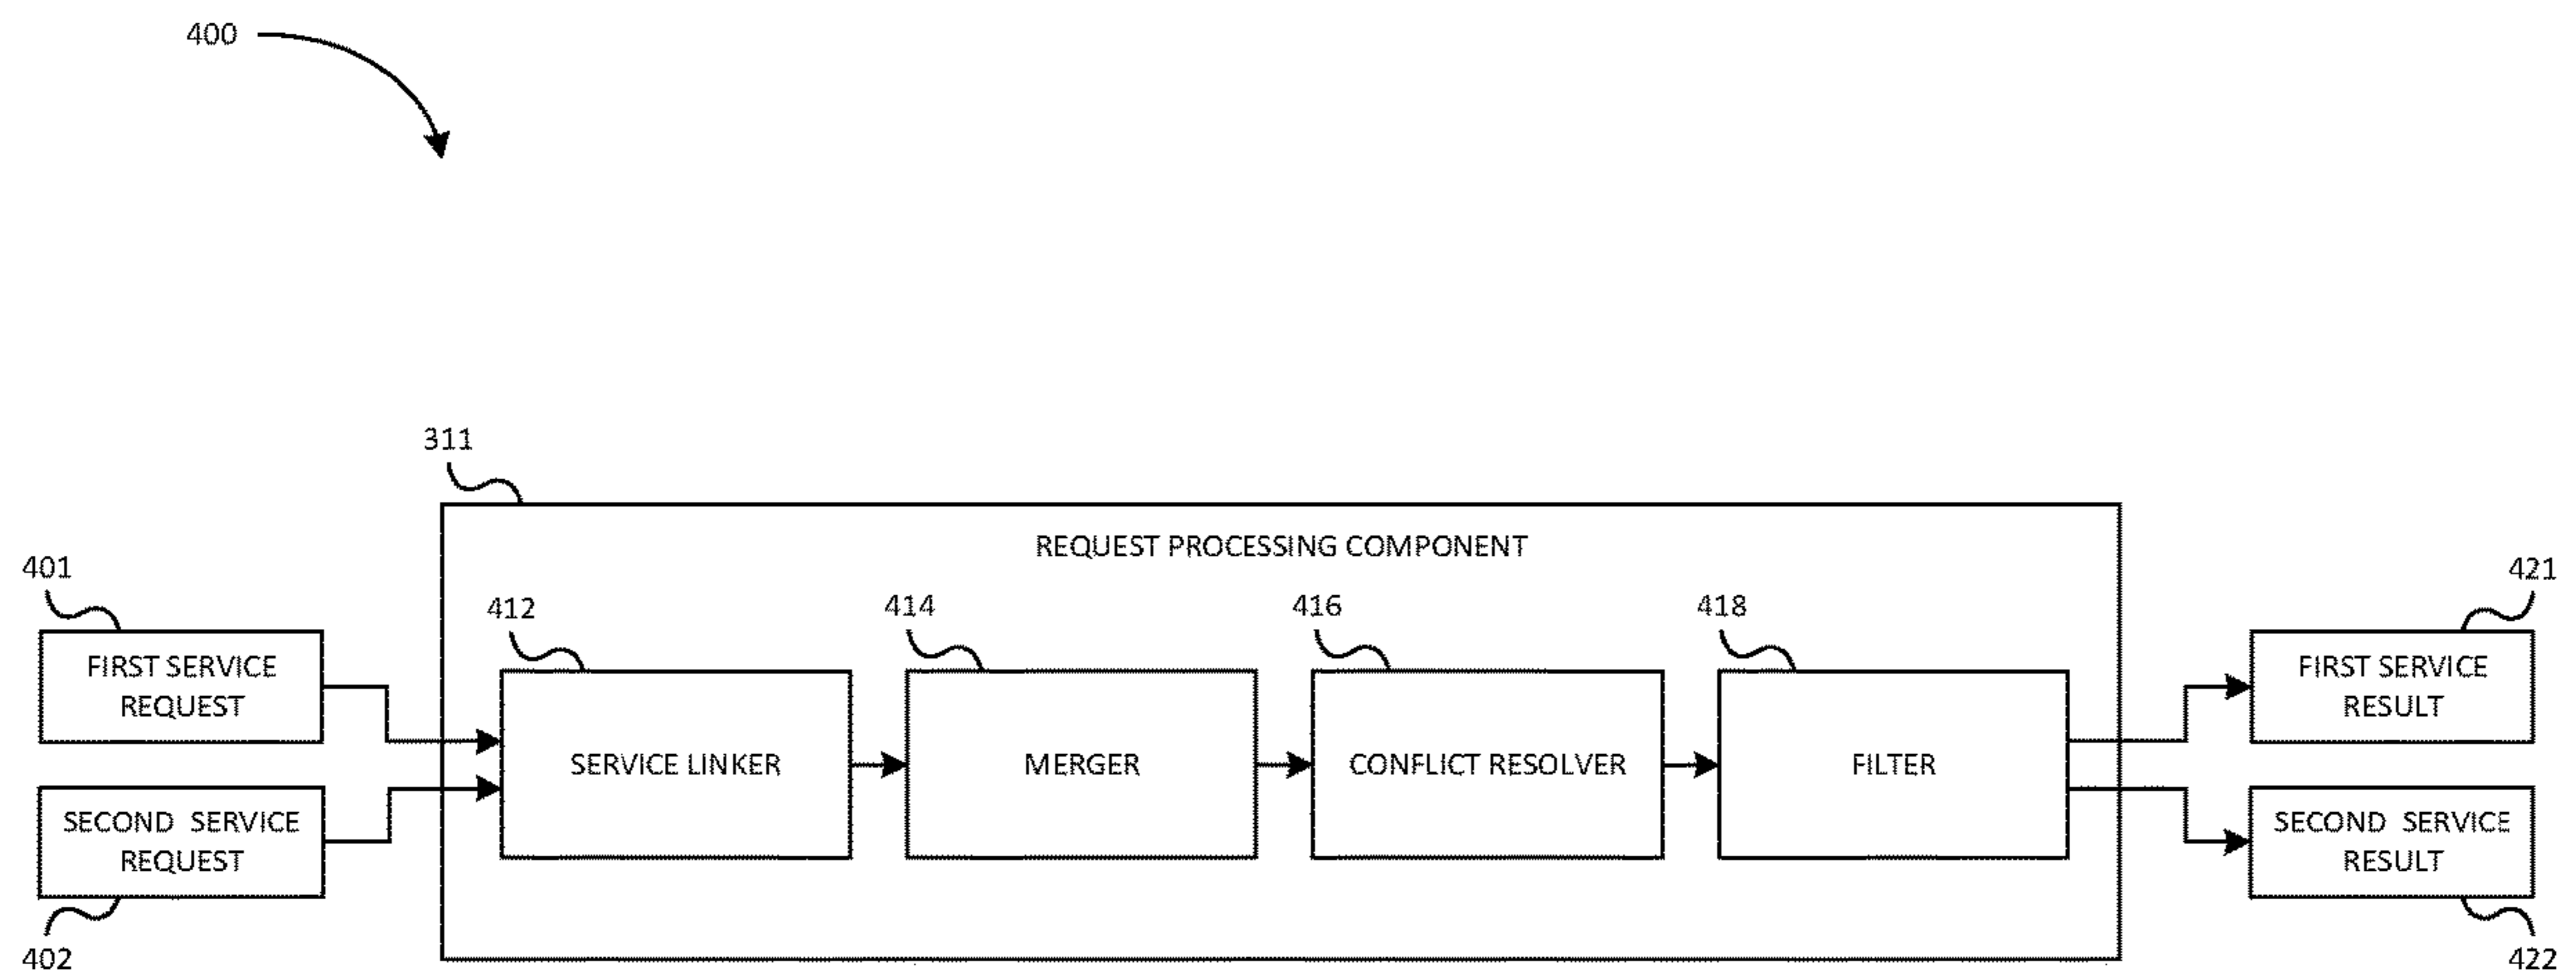 400
311
REQUEST PROCESSING COMPONENT
401
421
412
414
416
418
FIRST SERVICE
REQUEST
FIRST SERVICE
RESULT
SERVICE LINKER
MERGER
CONFLICT RESOLVER
FILTER
SECOND SERVICE
REQUEST
SECOND SERVICE
RESULT
402
422